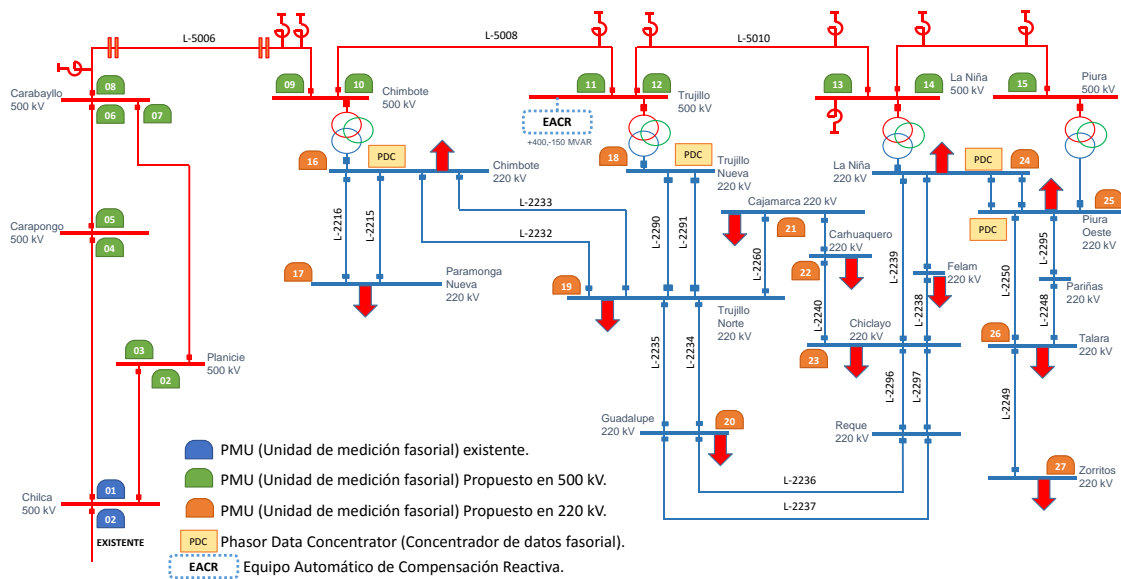 L-5006
L-5008
L-5010
Carabayllo
500 kV
08
06
07
09
10
Chimbote
500 kV
11
12
Trujillo
500 kV
EACR
+400,-150 MVAR
13
14
La Niña
500 kV
15
Piura
500 kV
16
PDC
Chimbote
220 kV
18
PDC
Trujillo
Nueva
220 kV
La Niña
220 kV
PDC
24
PDC
25
Piura
Oeste
220 kV
05
Carapongo
500 kV
04
L-2216
L-2215
L-2233
L-2232
17
Paramonga
Nueva
220 kV
L-2290
L-2291
L-2260
Cajamarca 220 kV
21
Carhuaquero
220 kV
22
L-2240
L-2239
L-2238
Felam
220 kV
L-2250
L-2295
L-2248
Pariñas
220 kV
19
Trujillo
Norte
220 kV
Chiclayo
220 kV
23
26
Talara
220 kV
03
Planicie
500 kV
02
L-2235
L-2234
L-2296
L-2297
L-2249
Guadalupe
220 kV
20
Reque
220 kV
27
Zorritos
220 kV
L-2236
L-2237
Chilca
500 kV
01
02
EXISTENTE
PMU (Unidad de medición fasorial) existente.
PMU (Unidad de medición fasorial) Propuesto en 500 kV.
PMU (Unidad de medición fasorial) Propuesto en 220 kV.
PDC Phasor Data Concentrator (Concentrador de datos fasorial).
EACR Equipo Automático de Compensación Reactiva.